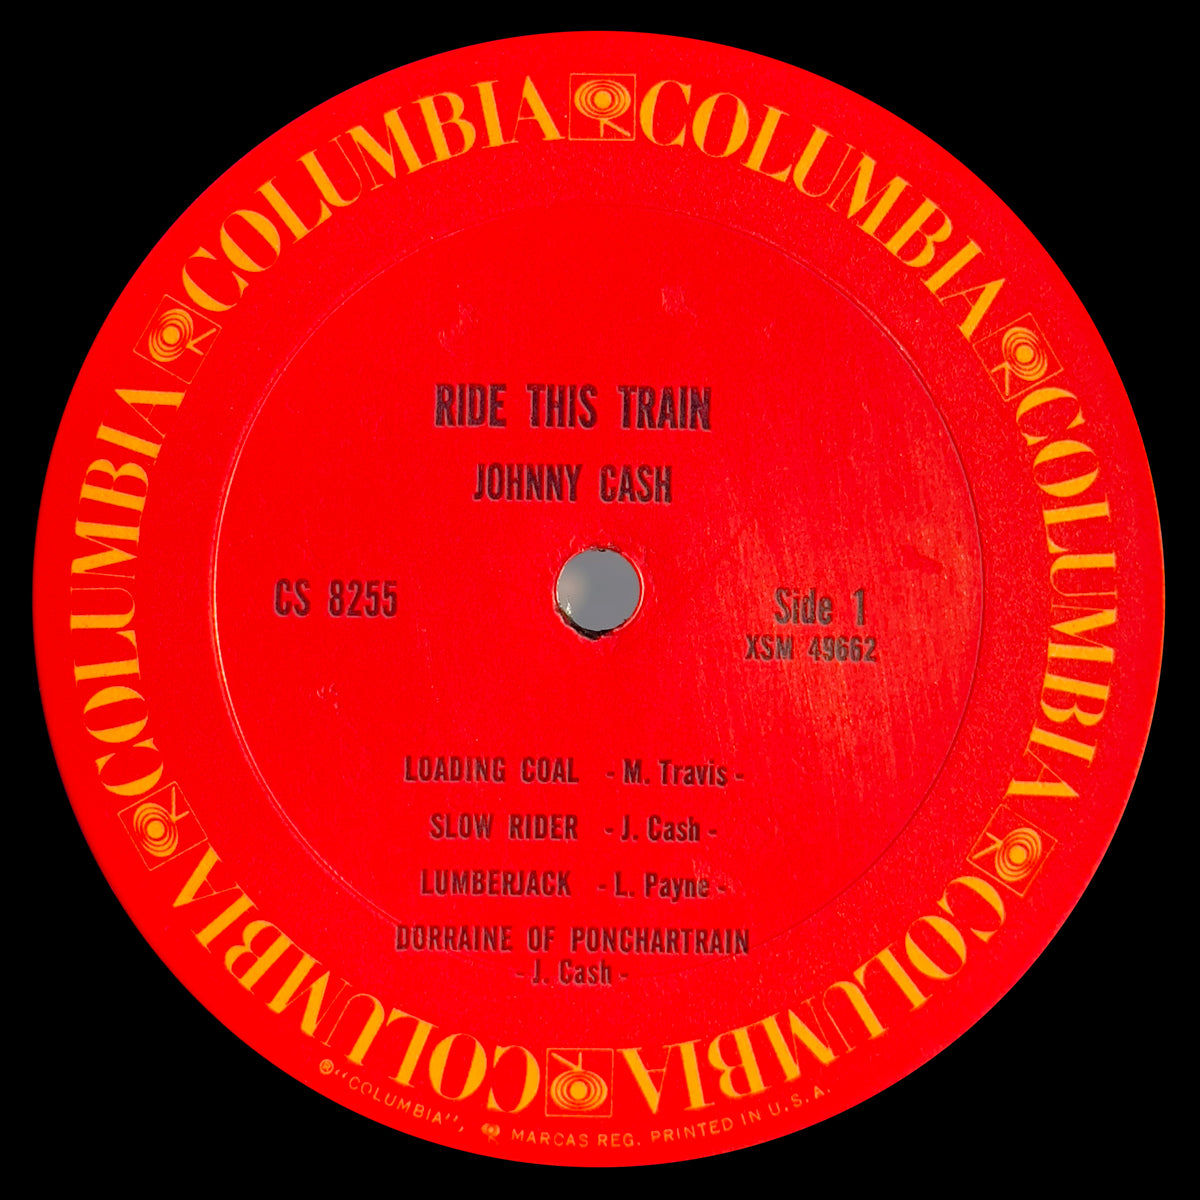 COLUMBIA COLUMBIA COLUMBIA COLUMBIA COLUMBIA COLUMBIA
RIDE THIS TRAIN
JOHNNY CASH
CS 8255
Side 1
XSM 49662
LOADING COAL - M. Travis -
SLOW RIDER - J. Cash -
LUMBERJACK - L. Payne -
DORRAINE OF PONCHARTRAIN
- J. Cash -
® "COLUMBIA", MARCAS REG. PRINTED IN U.S.A.